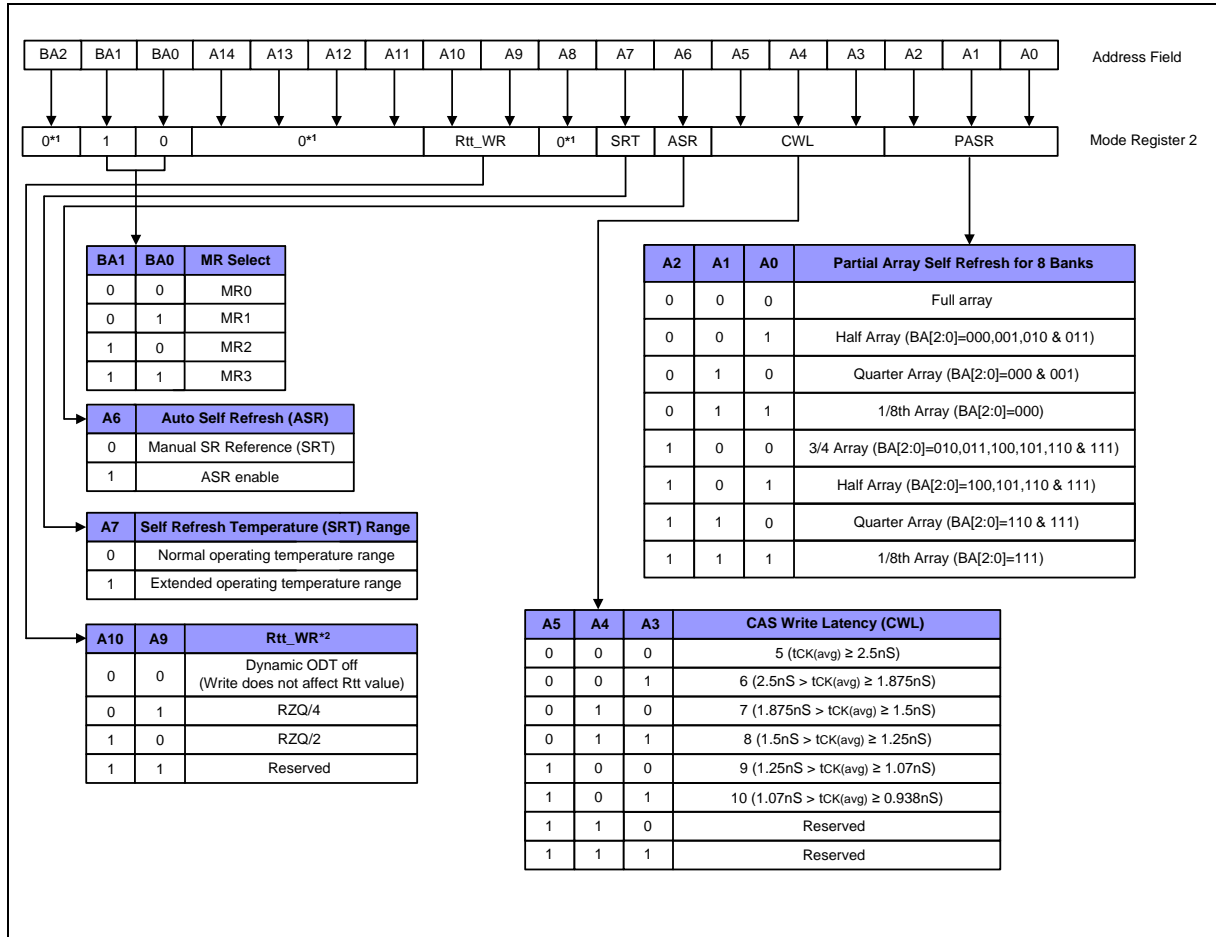 BA2 BA1 BA0 A14 A13 A12 A11 A10 A9 A8 A7 A6 A5 A4 A3 A2 A1 A0 Address Field
0*1 1 0 0*1 Rtt_WR 0*1 SRT ASR CWL PASR Mode Register 2
BA1 BA0 MR Select
0 0 MR0
0 1 MR1
1 0 MR2
1 1 MR3
A6 Auto Self Refresh (ASR)
0 Manual SR Reference (SRT)
1 ASR enable
A7 Self Refresh Temperature (SRT) Range
0 Normal operating temperature range
1 Extended operating temperature range
A10 A9 Rtt_WR*2
0 0 Dynamic ODT off
(Write does not affect Rtt value)
0 1 RZQ/4
1 0 RZQ/2
1 1 Reserved
A2 A1 A0 Partial Array Self Refresh for 8 Banks
0 0 0 Full array
0 0 1 Half Array (BA[2:0]=000,001,010 & 011)
0 1 0 Quarter Array (BA[2:0]=000 & 001)
0 1 1 1/8th Array (BA[2:0]=000)
1 0 0 3/4 Array (BA[2:0]=010,011,100,101,110 & 111)
1 0 1 Half Array (BA[2:0]=100,101,110 & 111)
1 1 0 Quarter Array (BA[2:0]=110 & 111)
1 1 1 1/8th Array (BA[2:0]=111)
A5 A4 A3 CAS Write Latency (CWL)
0 0 0 5 (tCK(avg) ≥ 2.5nS)
0 0 1 6 (2.5nS > tCK(avg) ≥ 1.875nS)
0 1 0 7 (1.875nS > tCK(avg) ≥ 1.5nS)
0 1 1 8 (1.5nS > tCK(avg) ≥ 1.25nS)
1 0 0 9 (1.25nS > tCK(avg) ≥ 1.07nS)
1 0 1 10 (1.07nS > tCK(avg) ≥ 0.938nS)
1 1 0 Reserved
1 1 1 Reserved